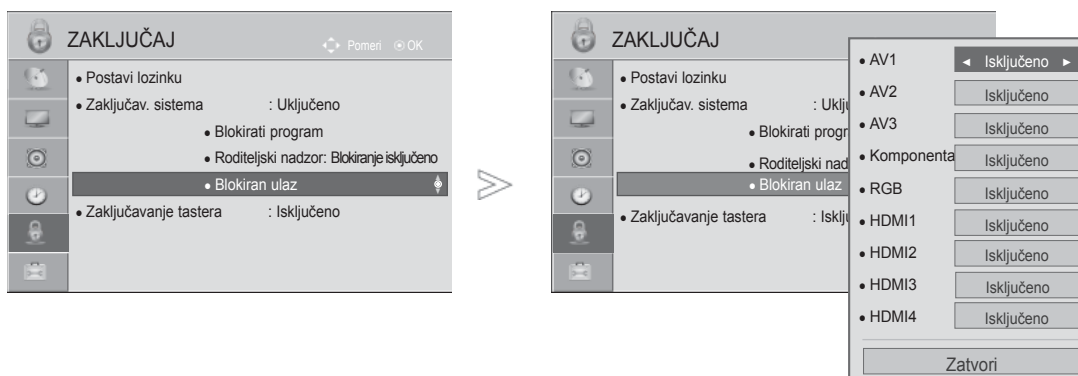 ZAKLJUČAJ
Pomeri OK
• Postavi lozinku
• Zaključav. sistema : Uključeno
• Blokirati program
• Roditeljski nadzor: Blokiranje isključeno
• Blokiran ulaz
• Zaključavanje tastera : Isključeno
ZAKLJUČAJ
• Postavi lozinku
• Zaključav. sistema : Uklju
• Blokirati progr
• Roditeljski nad
• Blokiran ulaz
• Zaključavanje tastera : Isklju
• AV1 ◄ Isključeno ►
• AV2 Isključeno
• AV3 Isključeno
• Komponenta Isključeno
• RGB Isključeno
• HDMI1 Isključeno
• HDMI2 Isključeno
• HDMI3 Isključeno
• HDMI4 Isključeno
Zatvori